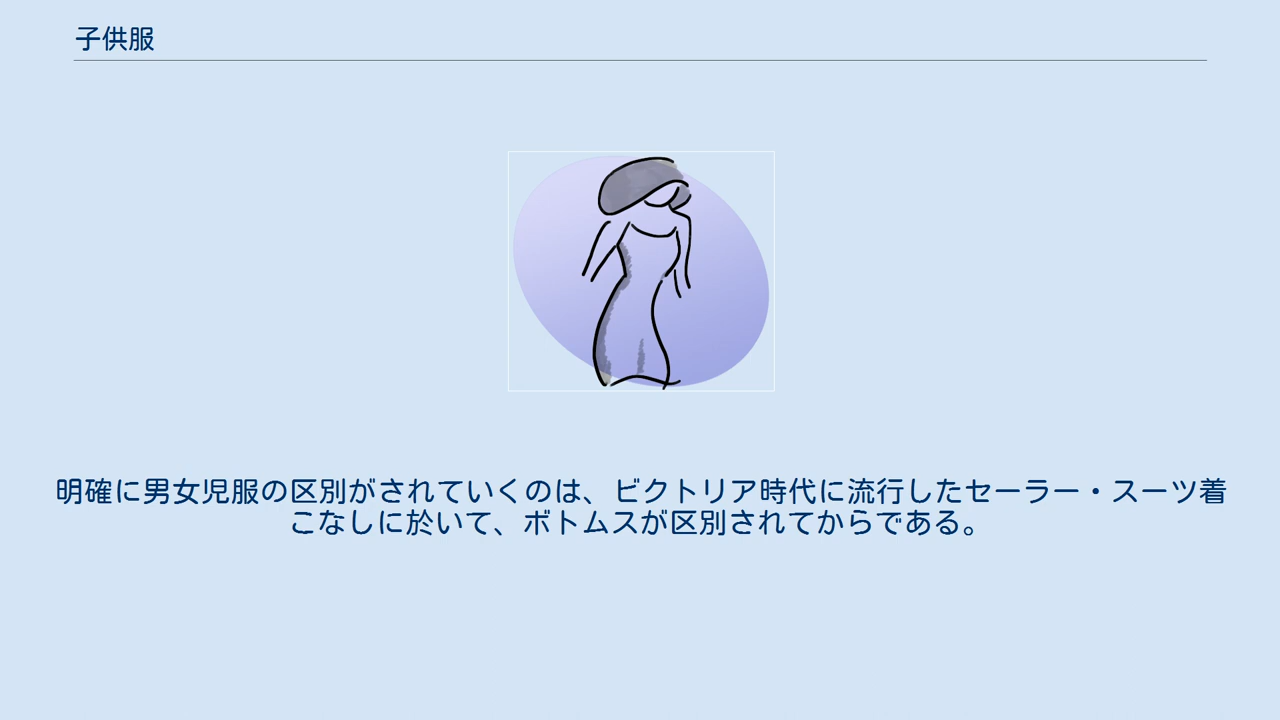 子供服
明確に男女児服の区別がされていくのは、ビクトリア時代に流行したセーラー・スーツ着
こなしに於いて、ボトムスが区別されてからである。